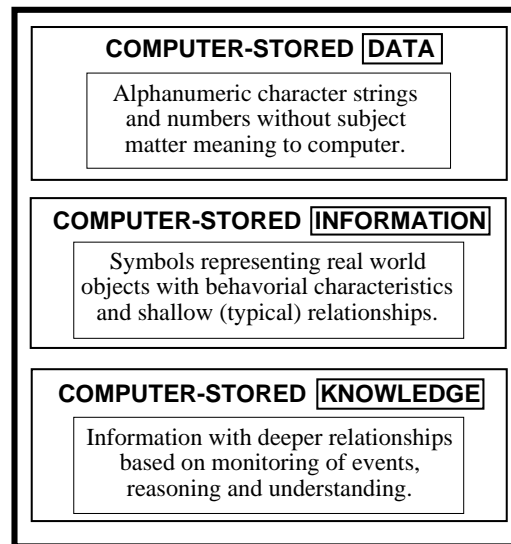 COMPUTER-STORED DATA
Alphanumeric character strings
and numbers without subject
matter meaning to computer.
COMPUTER-STORED INFORMATION
Symbols representing real world
objects with behavorial characteristics
and shallow (typical) relationships.
COMPUTER-STORED KNOWLEDGE
Information with deeper relationships
based on monitoring of events,
reasoning and understanding.